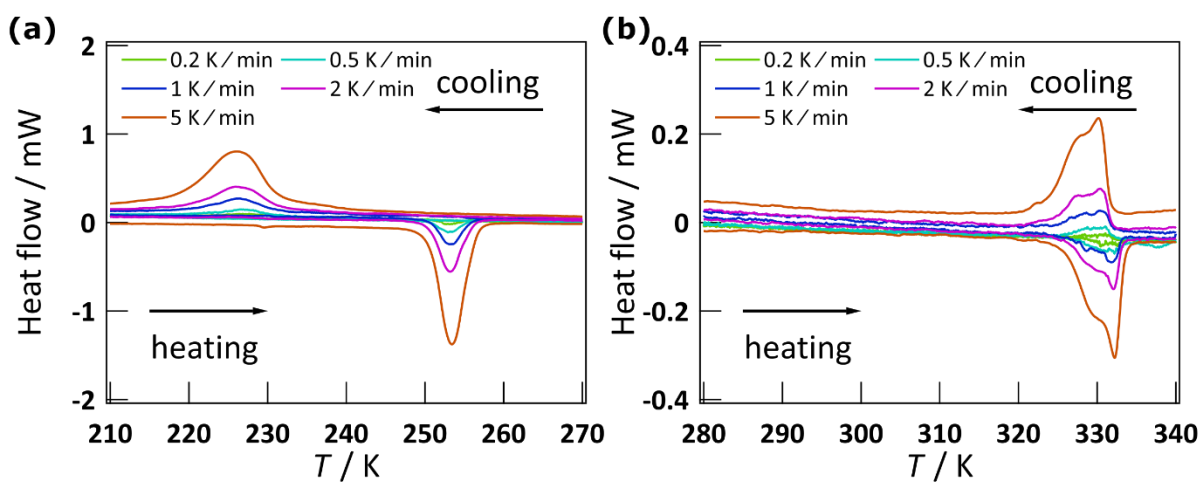 (a)
2
1
0
-1
-2
Heat flow / mW
0.2 K / min 0.5 K / min
1 K / min 2 K / min
5 K / min
cooling
heating
210 220 230 240 250 260 270
T / K
(b)
0.4
0.2
0
-0.2
-0.4
Heat flow / mW
0.2 K / min 0.5 K / min
1 K / min 2 K / min
5 K / min
cooling
heating
280 290 300 310 320 330 340
T / K